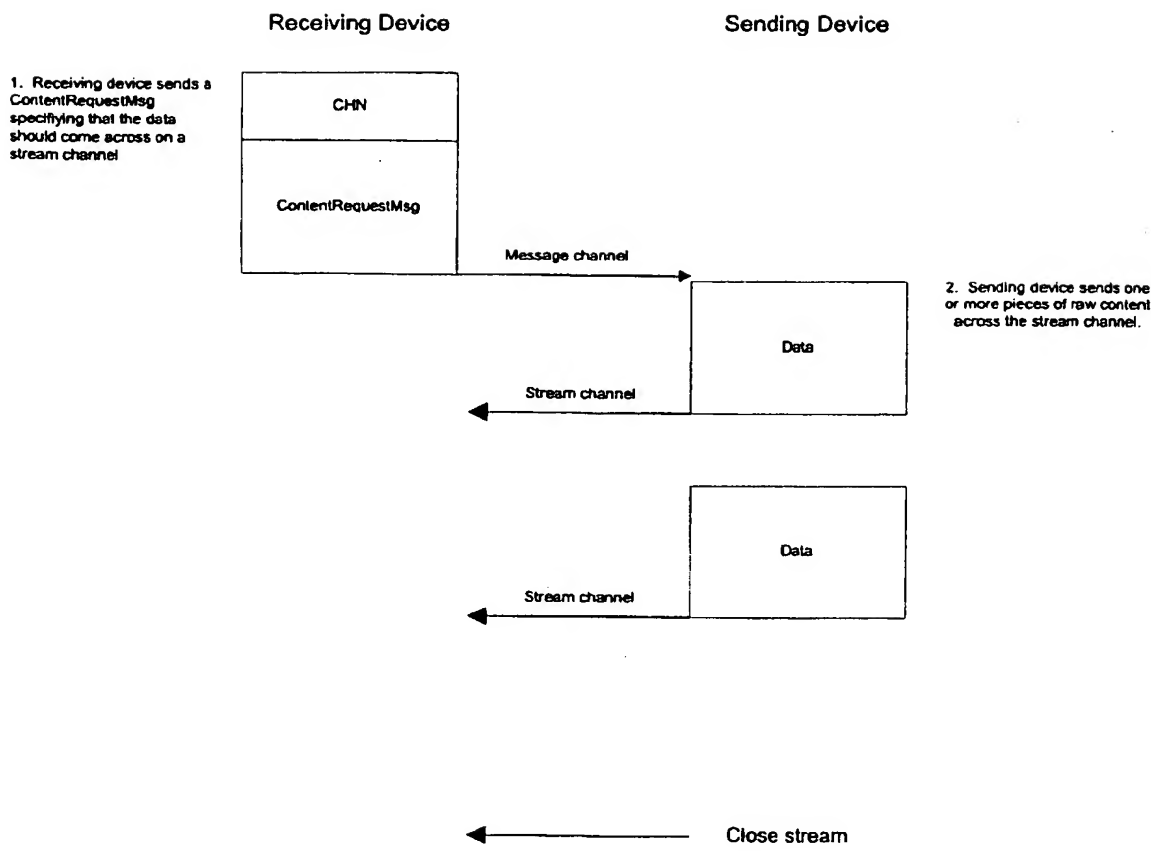 Receiving Device
Sending Device
1. Receiving device sends a
ContentRequestMsg
specifiying that the data
should come across on a
stream channel
CHN
ContentRequestMsg
Message channel
2. Sending device sends one
or more pieces of raw content
across the stream channel.
Data
Stream channel
Data
Stream channel
Close stream